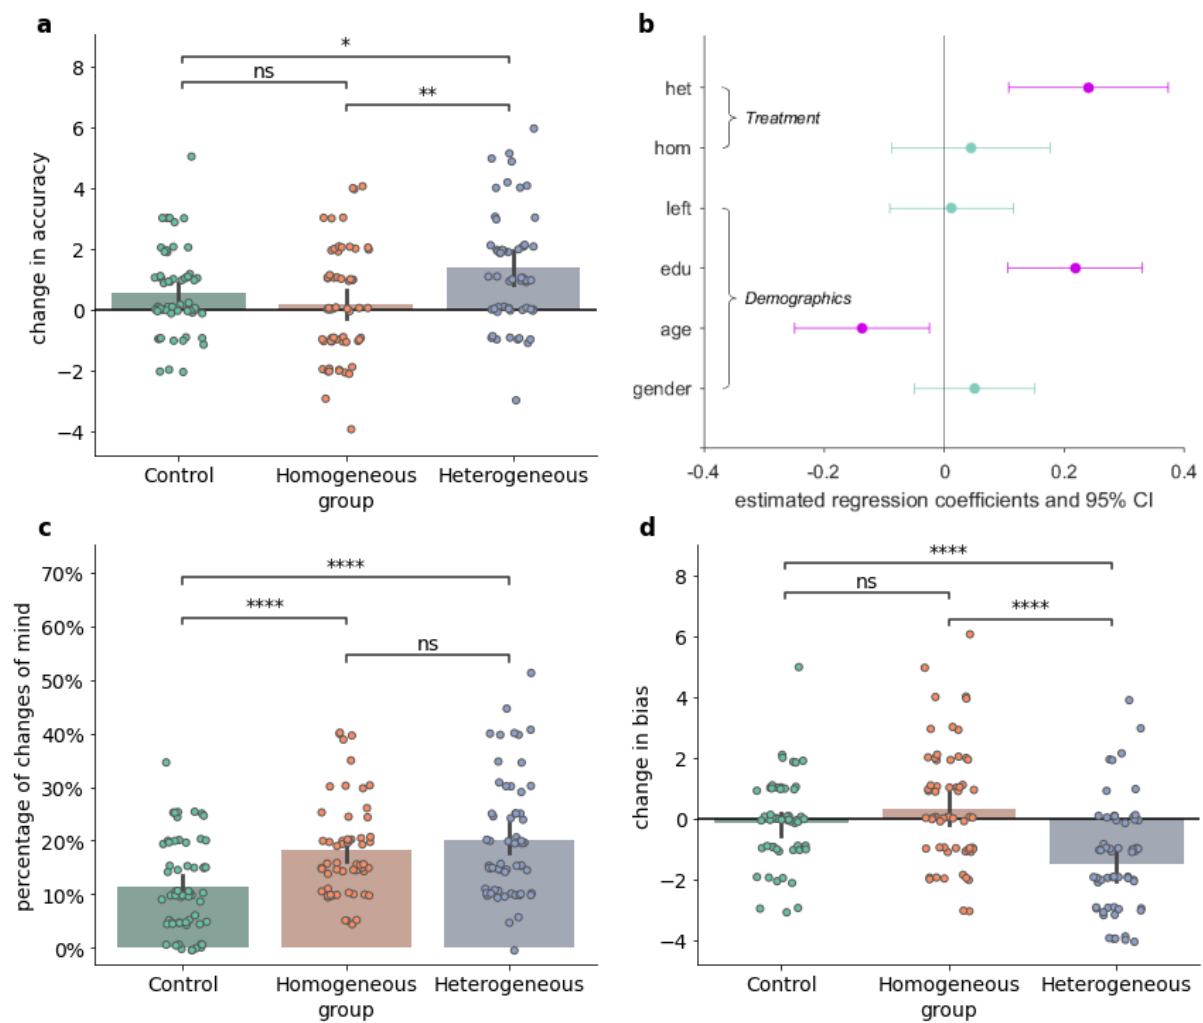 a
change in accuracy
8
6
4
2
0
−2
−4
*
ns
**
Control
Homogeneous
Heterogeneous
group
b
het
hom
left
edu
age
gender
Treatment
Demographics
-0.4
-0.2
0
0.2
0.4
estimated regression coefficients and 95% CI
c
percentage of changes of mind
70%
60%
50%
40%
30%
20%
10%
0%
****
****
ns
Control
Homogeneous
Heterogeneous
group
d
change in bias
8
6
4
2
0
−2
−4
****
ns
****
Control
Homogeneous
Heterogeneous
group